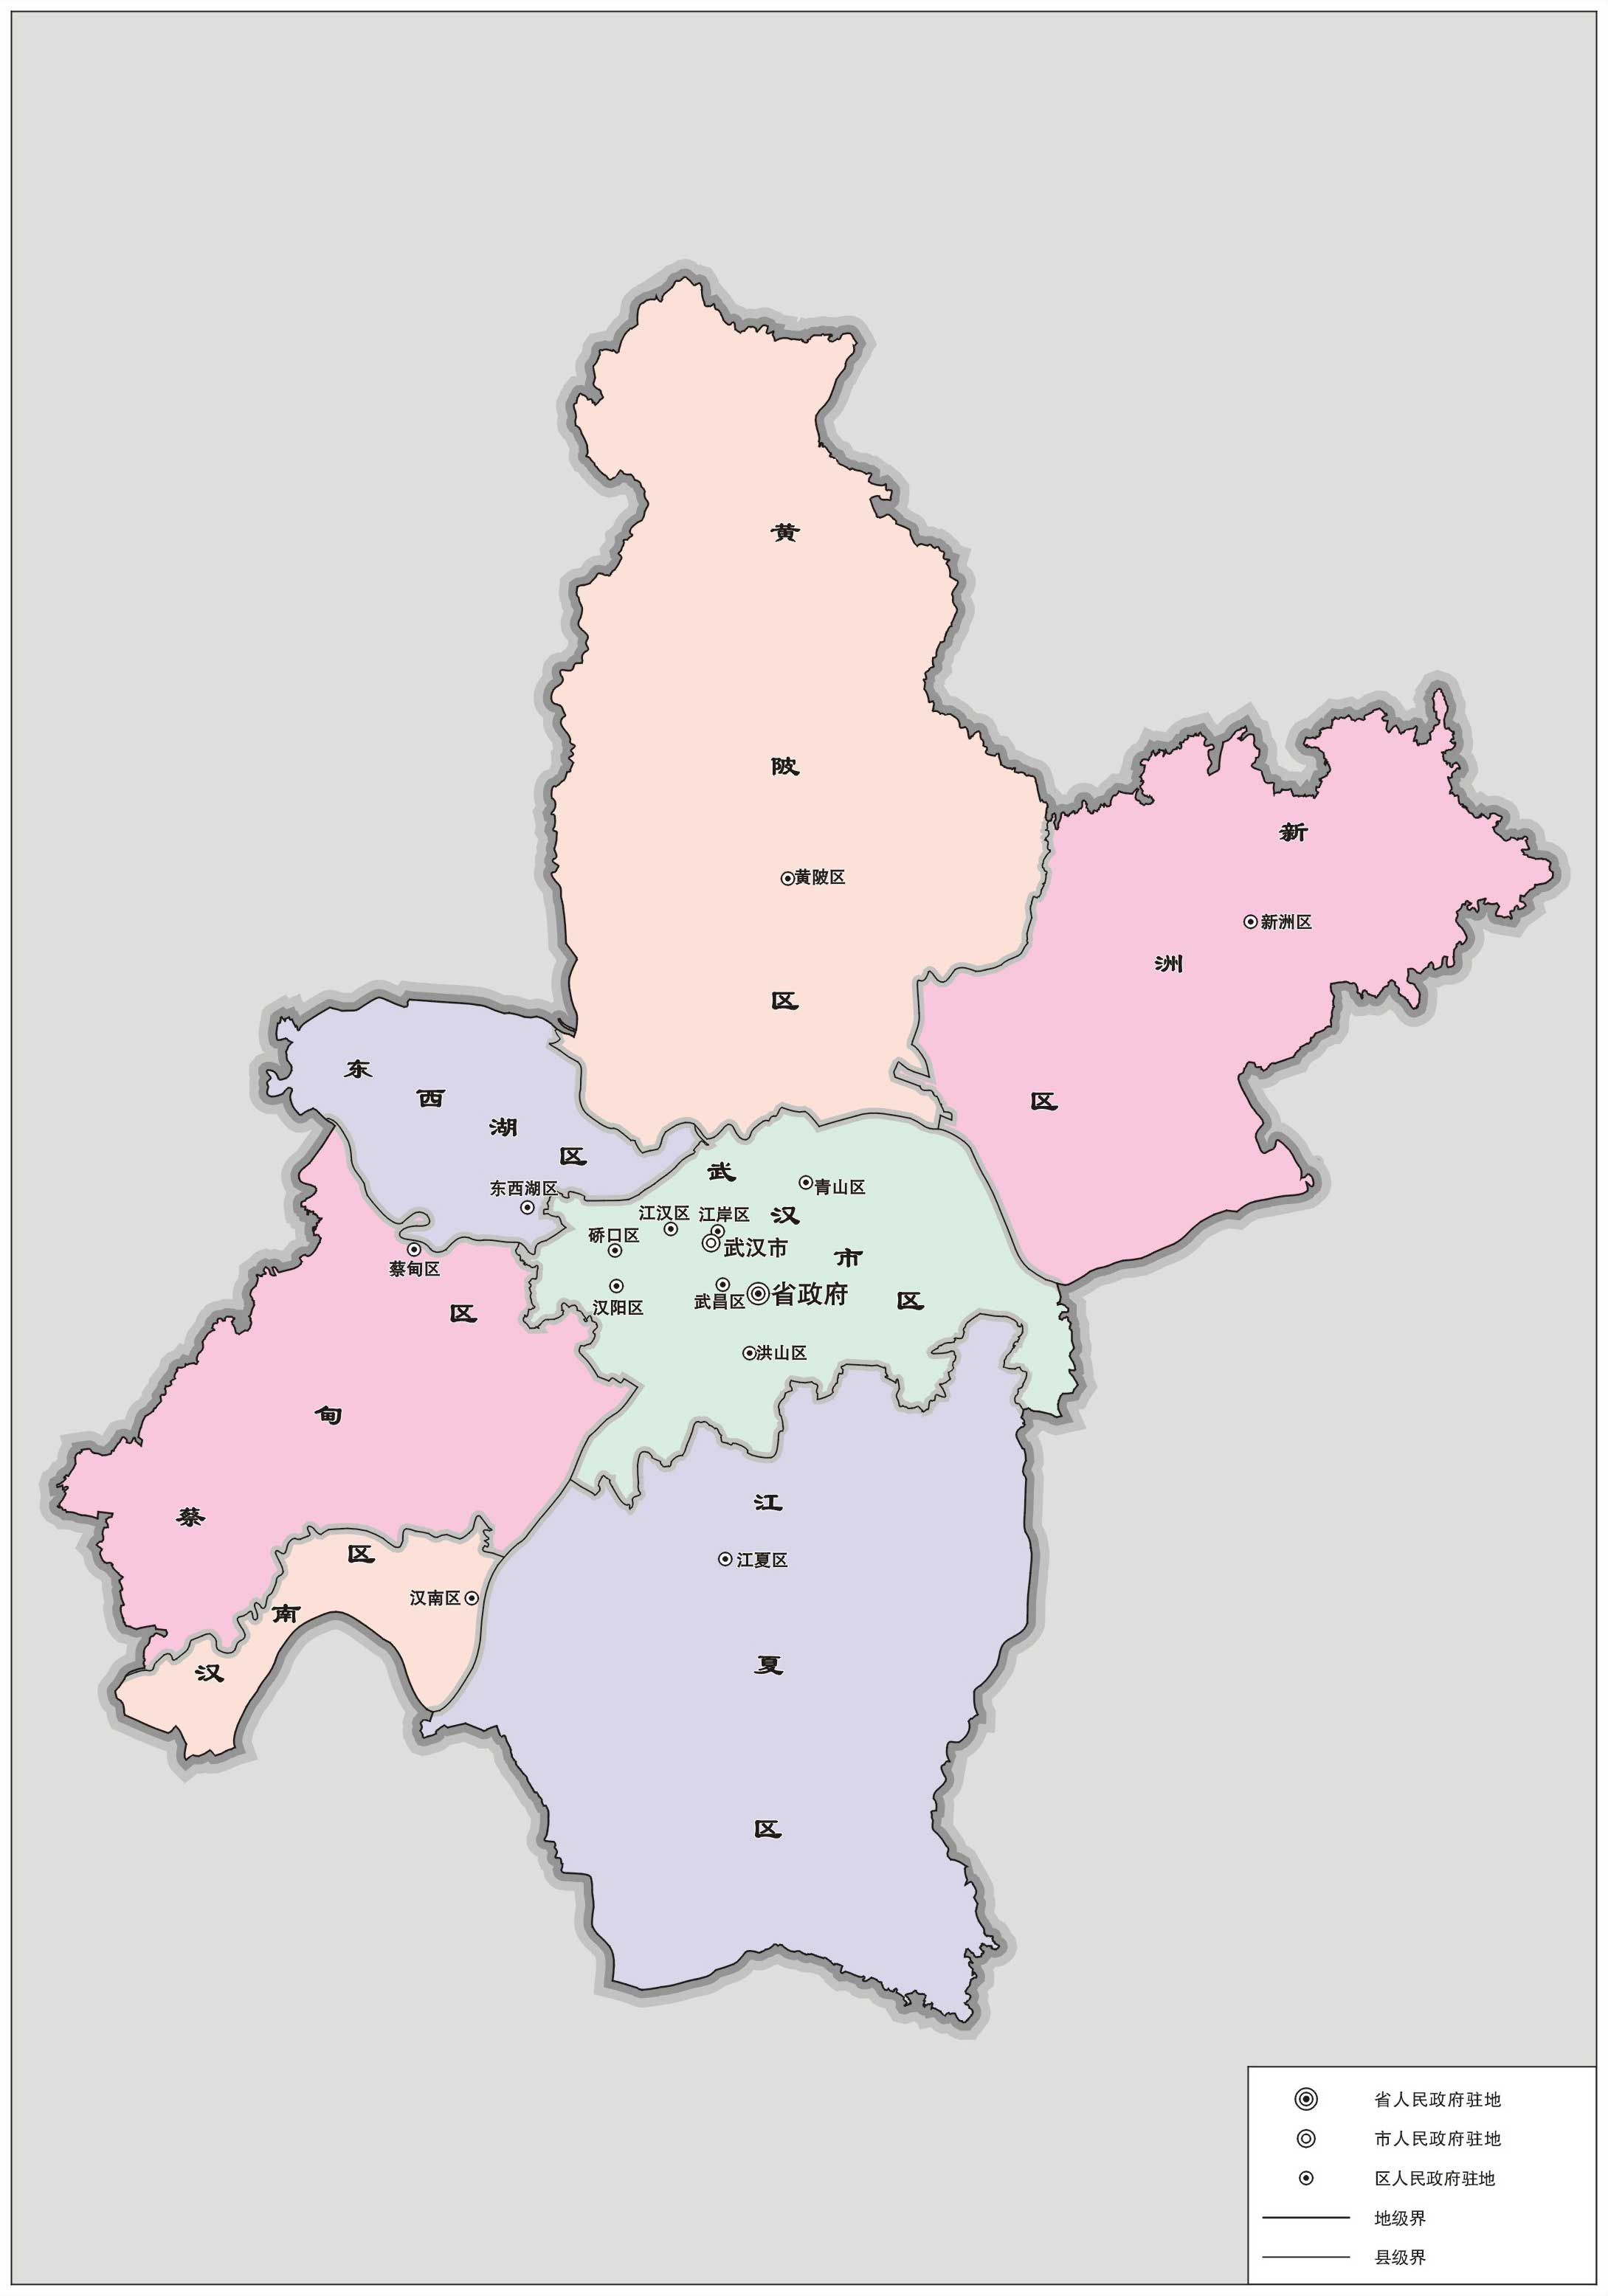 黄陂区
黄陂区
新洲区
新洲区
东西湖区
东西湖区
武汉市区
青山区
江汉区
江岸区
硚口区
武汉市
蔡甸区
蔡甸区
汉阳区
武昌区
省政府
洪山区
江夏区
江夏区
汉南区
汉南区
省人民政府驻地
市人民政府驻地
区人民政府驻地
地级界
县级界